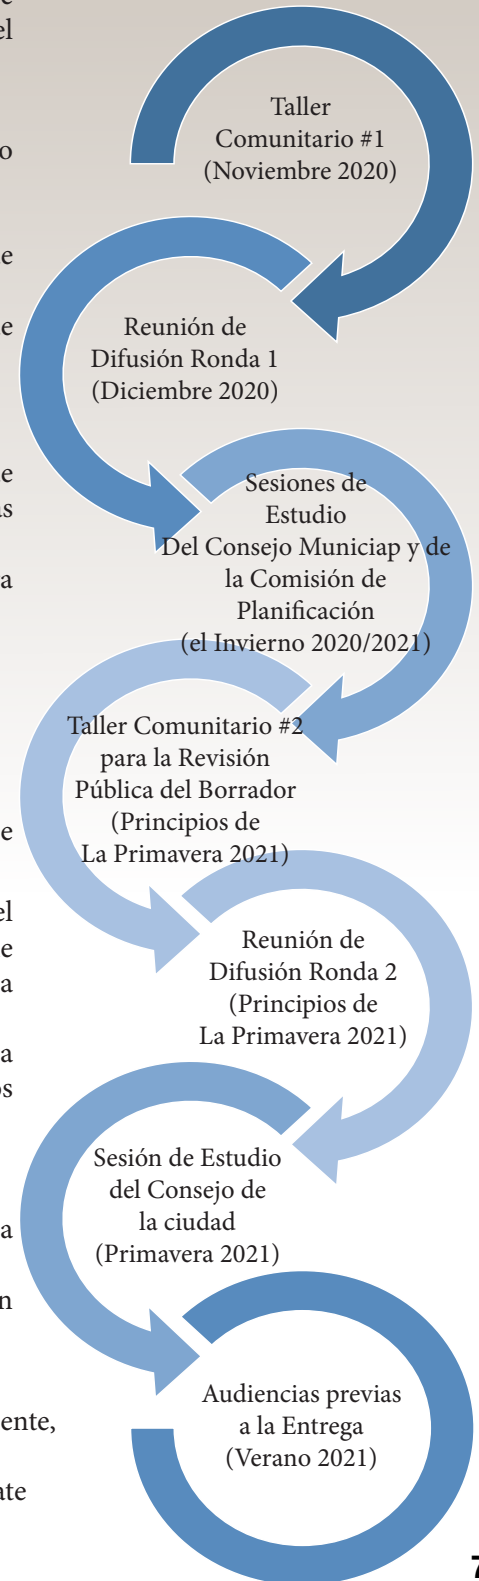 Taller
Comunitario #1
(Noviembre 2020)
Reunión de
Difusión Ronda 1
(Diciembre 2020)
Sesiones de
Estudio
Del Consejo Municiap y de
la Comisión de
Planificación
(el Invierno 2020/2021)
Taller Comunitario #2
para la Revisión
Pública del Borrador
(Principios de
La Primavera 2021)
Reunión de
Difusión Ronda 2
(Principios de
La Primavera 2021)
Sesión de Estudio
del Consejo de
la ciudad
(Primavera 2021)
Audiencias previas
a la Entrega
(Verano 2021)